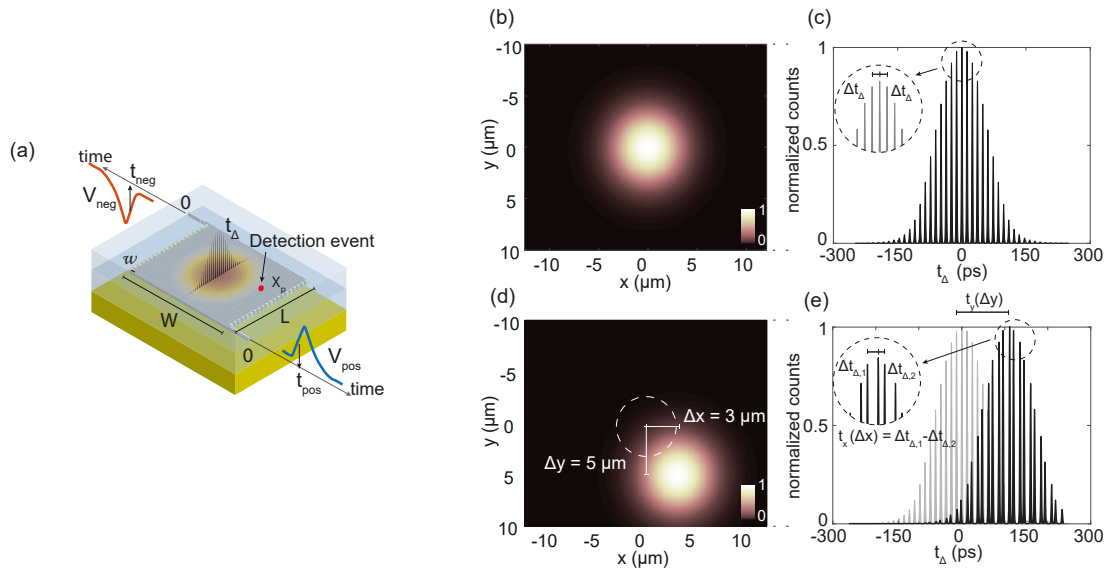 (a)
time
t_neg
V_neg
0
t_Δ
Detection event
w
X_p
W
L
0
V_pos
t_pos
time
(b)
-10
-5
0
5
10
y (µm)
-10
-5
0
5
10
x (µm)
1
0
(c)
1
0.5
0
normalized counts
Δt_Δ
Δt_Δ
-300
-150
0
150
300
t_Δ (ps)
(d)
-10
-5
0
5
10
y (µm)
Δx = 3 µm
Δy = 5 µm
-10
-5
0
5
10
x (µm)
1
0
(e)
t_y(Δy)
1
0.5
0
normalized counts
Δt_Δ,1
Δt_Δ,2
t_x(Δx) = Δt_Δ,1-Δt_Δ,2
-300
-150
0
150
300
t_Δ (ps)